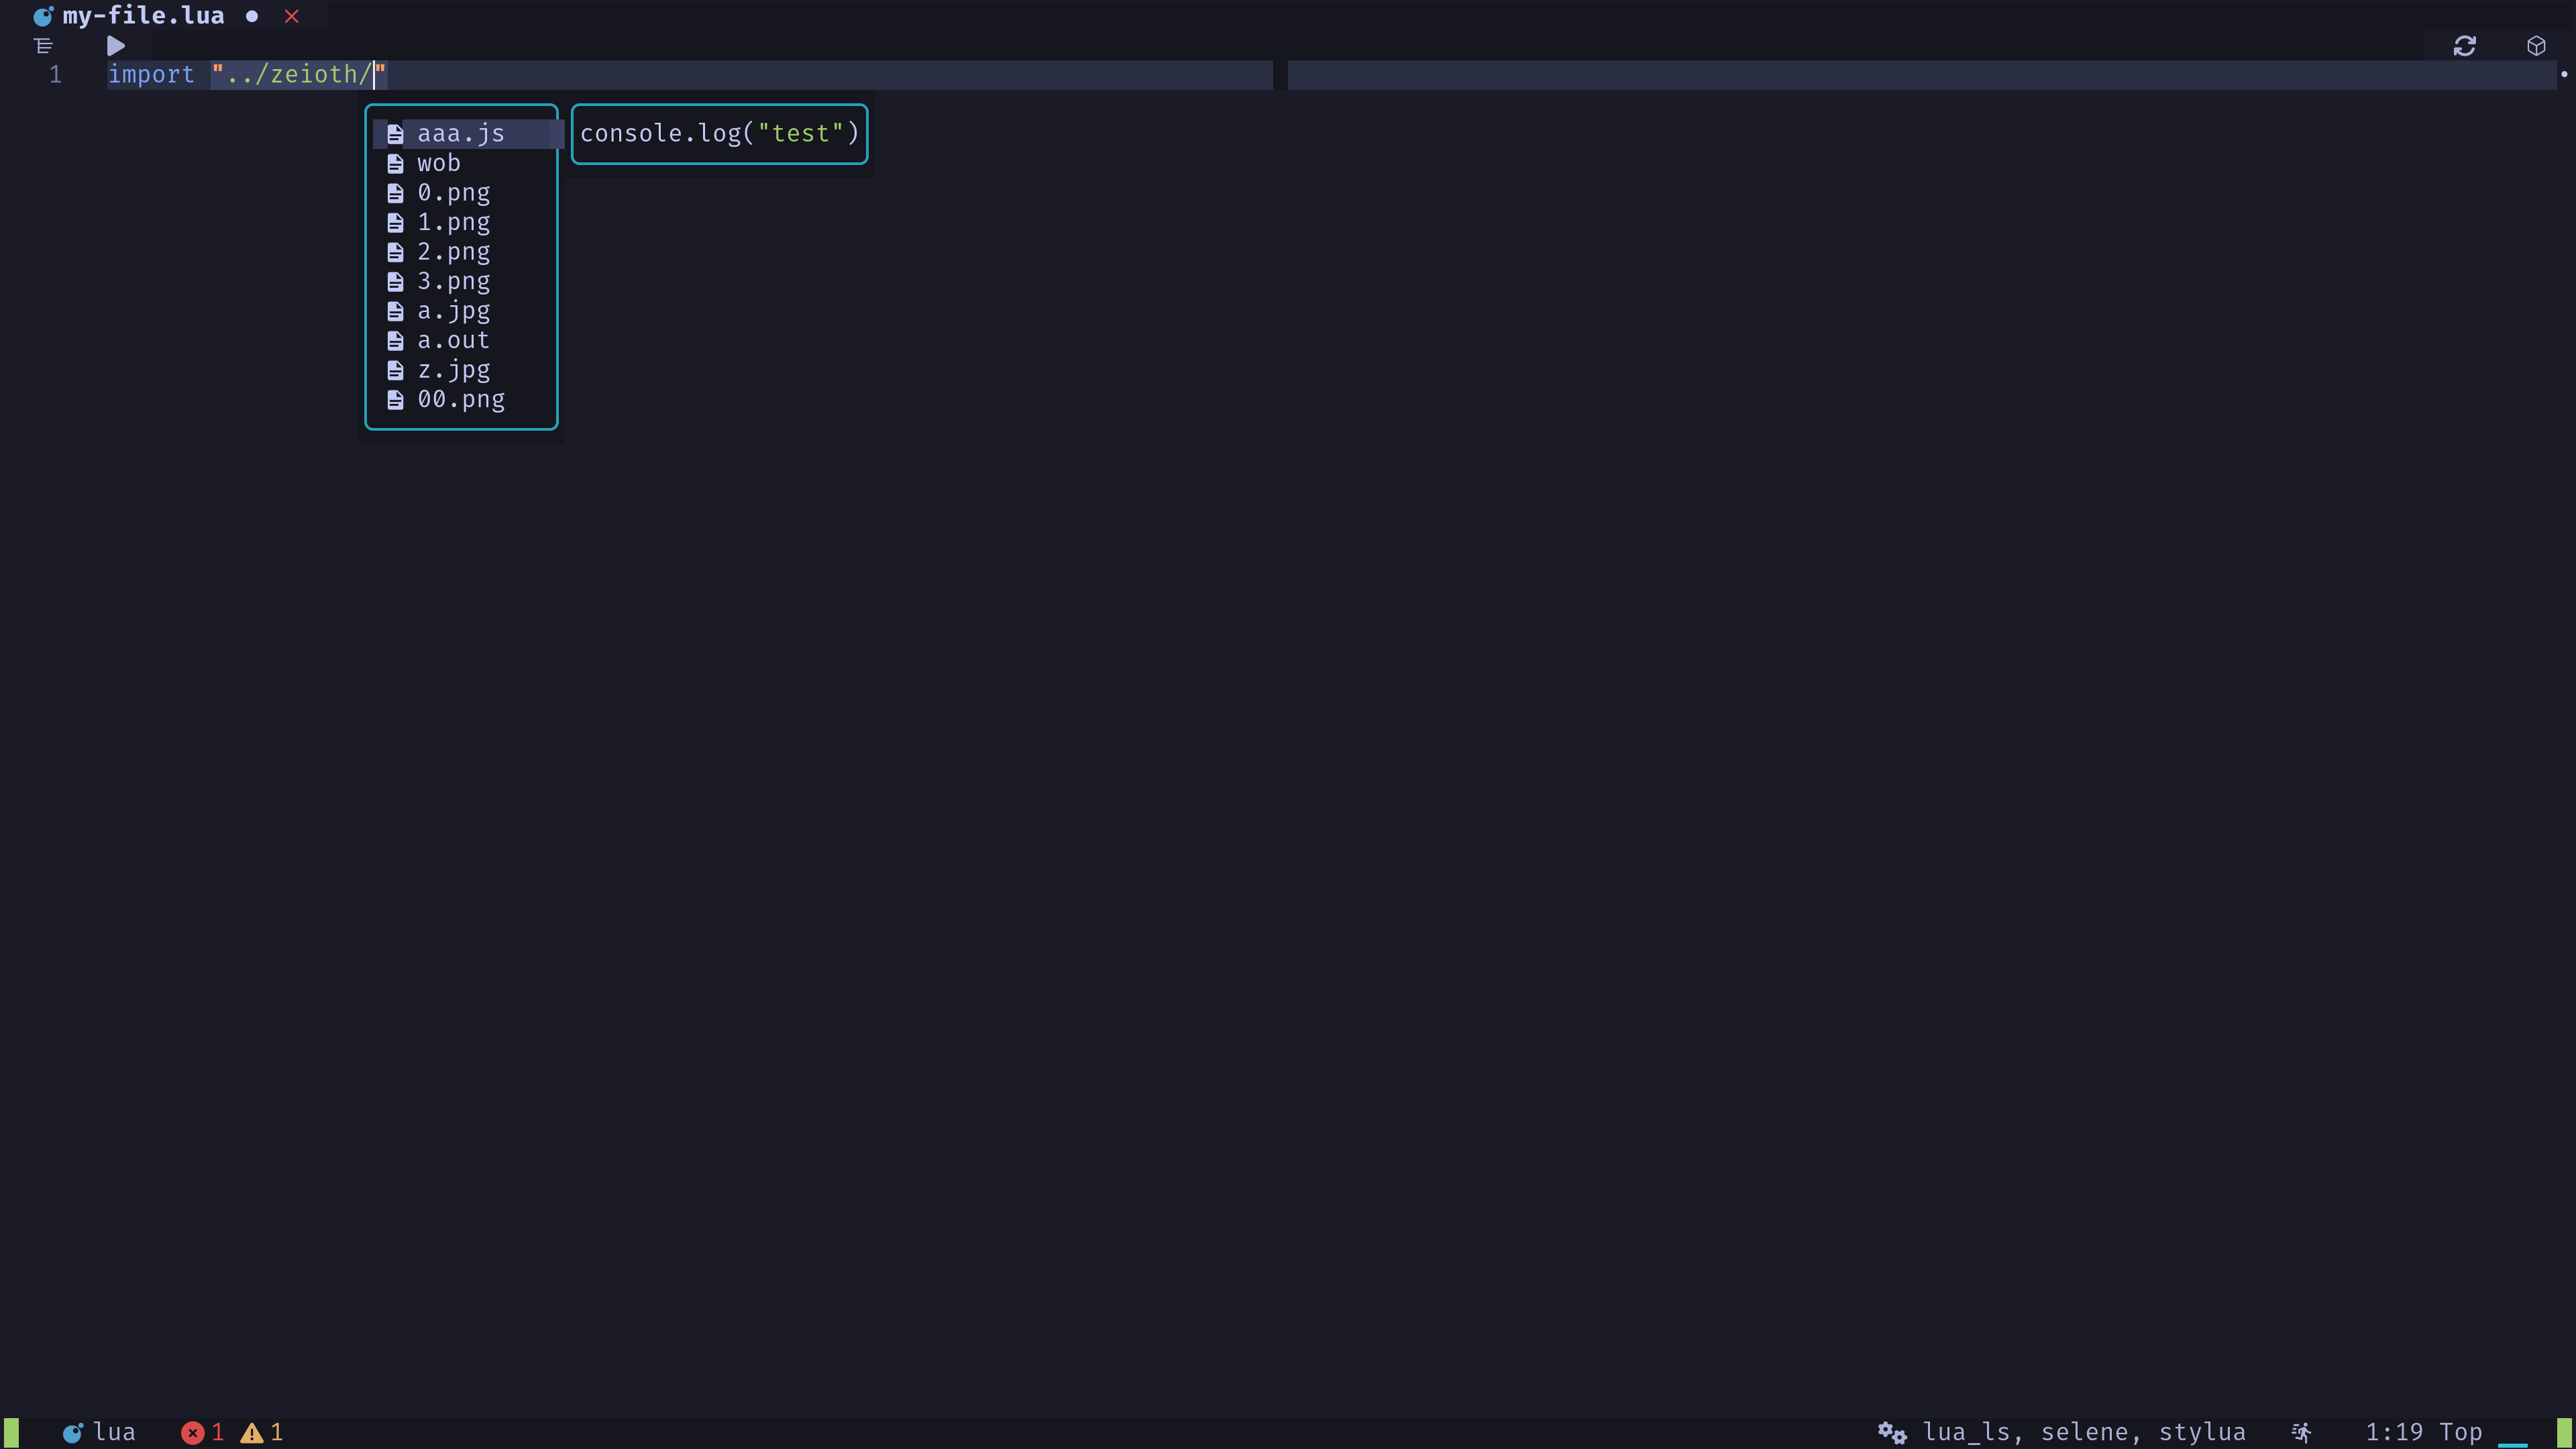 my-file.lua
1 import "../zeioth/"
aaa.js console.log("test")
wob
0.png
1.png
2.png
3.png
a.jpg
a.out
z.jpg
00.png
lua 1 1 lua_ls, selene, stylua 1:19 Top